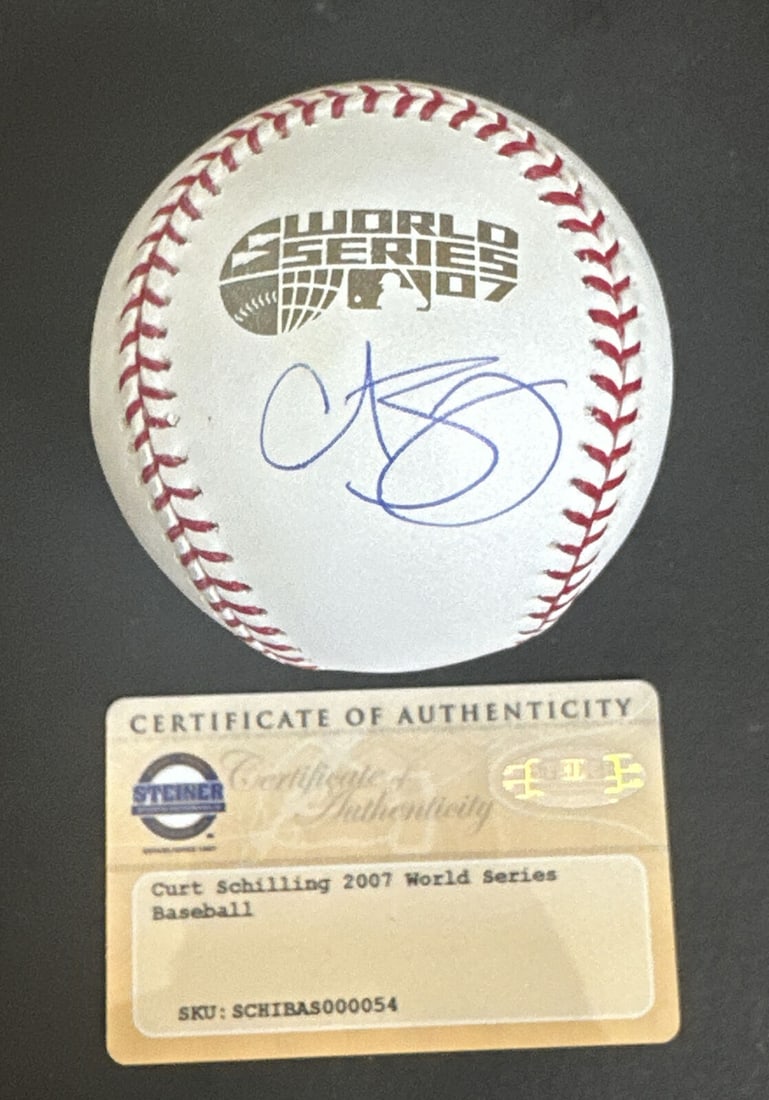 WORLD
SERIES
07
CERTIFICATE OF AUTHENTICITY
STEINER
Certificate of
Authenticity
Curt Schilling 2007 World Series
Baseball
SKU: SCHIBAS000054